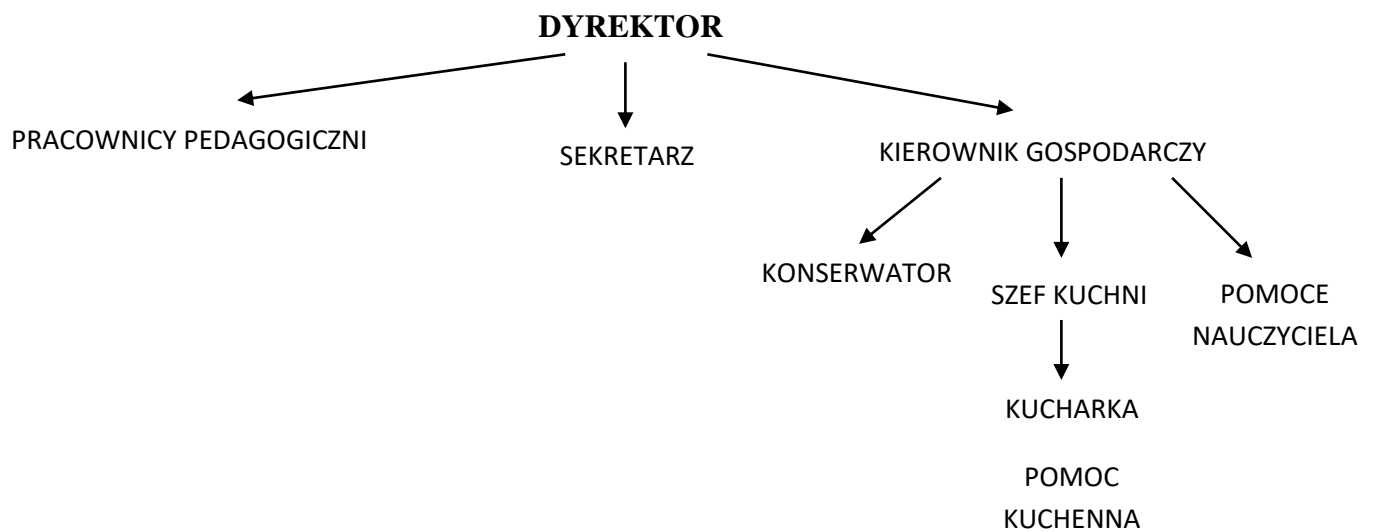 DYREKTOR
PRACOWNICY PEDAGOGICZNI
SEKRETARZ
KIEROWNIK GOSPODARCZY
KONSERWATOR
SZEF KUCHNI
POMOCE
NAUCZYCIELA
KUCHARKA
POMOC
KUCHENNA